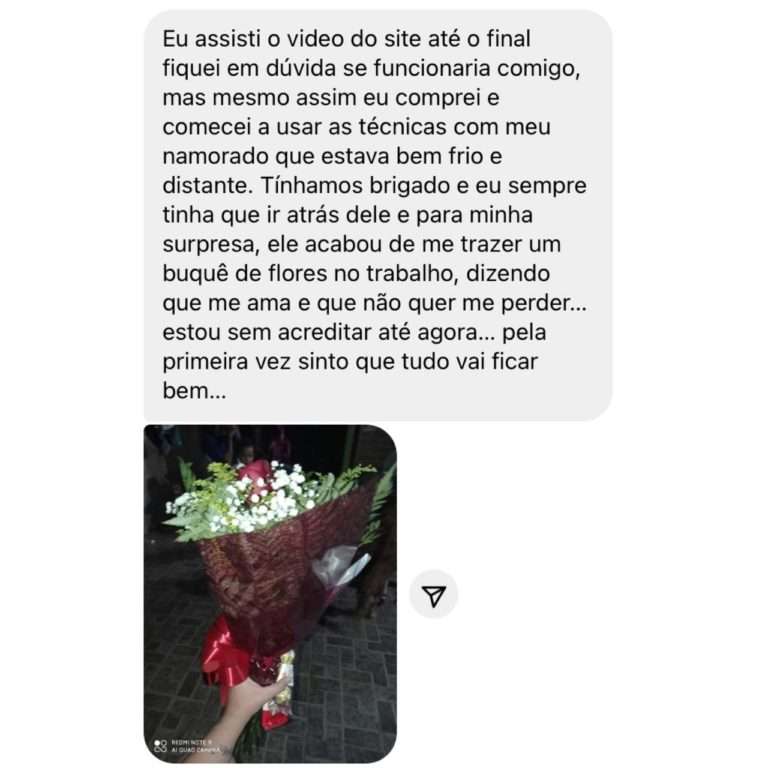 Eu assisti o video do site até o final
fiquei em dúvida se funcionaria comigo,
mas mesmo assim eu comprei e
comecei a usar as técnicas com meu
namorado que estava bem frio e
distante. Tínhamos brigado e eu sempre
tinha que ir atrás dele e para minha
surpresa, ele acabou de me trazer um
buquê de flores no trabalho, dizendo
que me ama e que não quer me perder...
estou sem acreditar até agora... pela
primeira vez sinto que tudo vai ficar
bem...
REDMI NOTE 8
AI QUAD CAMERA